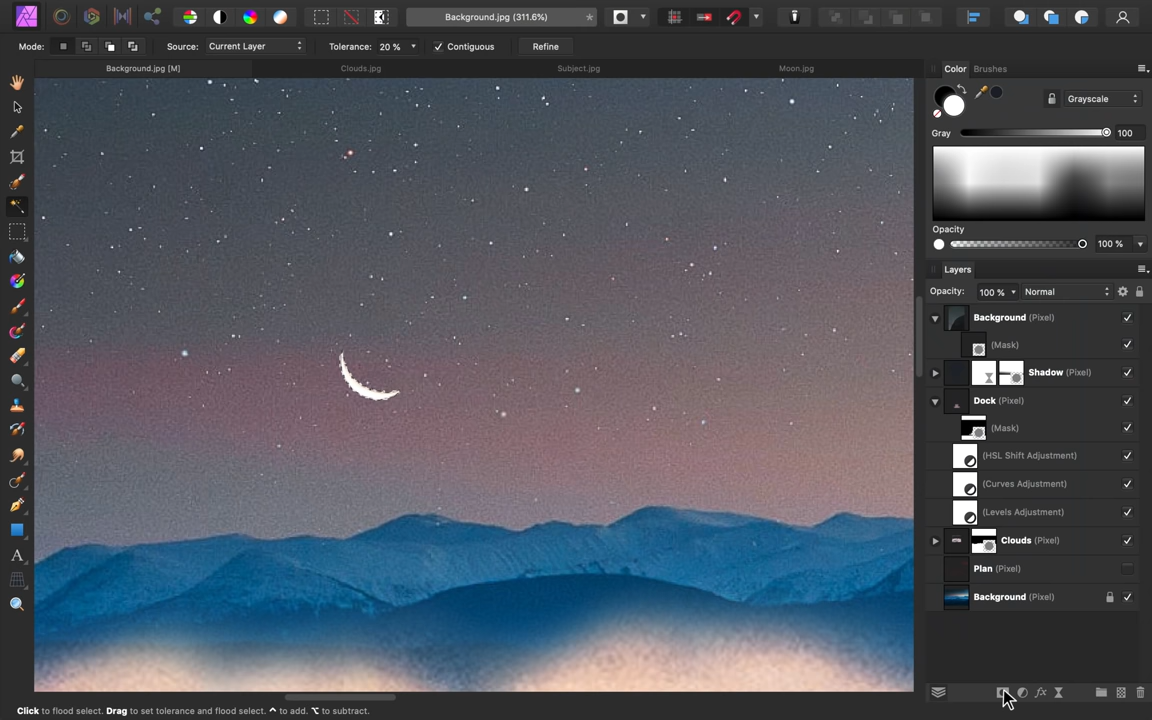 Background.jpg (311.6%)
Mode: Source: Current Layer Tolerance: 20 % Contiguous Refine
Background.jpg [M] Clouds.jpg Subject.jpg Moon.jpg
Color Brushes
Grayscale
Gray 100
Opacity
100 %
Layers
Opacity: 100 % Normal
Background (Pixel)
(Mask)
Shadow (Pixel)
Dock (Pixel)
(Mask)
(HSL Shift Adjustment)
(Curves Adjustment)
(Levels Adjustment)
Clouds (Pixel)
Plan (Pixel)
Background (Pixel)
Click to flood select. Drag to set tolerance and flood select. ⌃ to add. ⌥ to subtract.